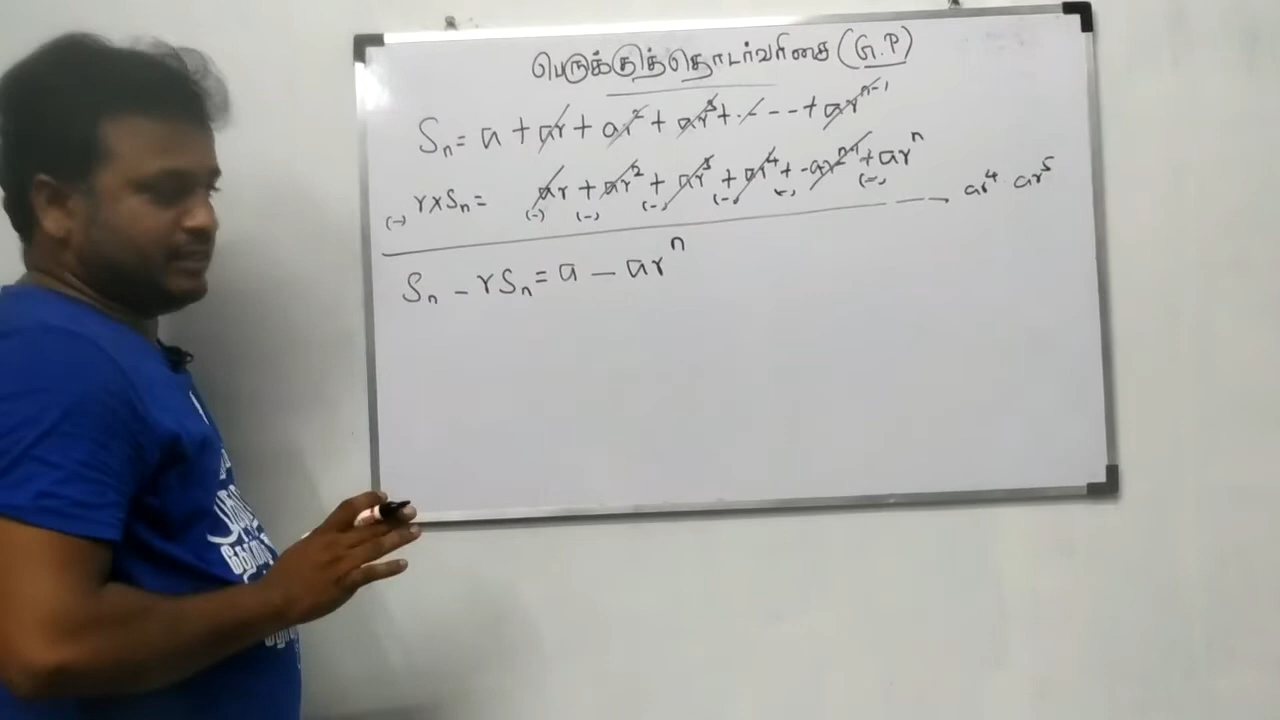 பெருக்குத்தொடர்வரிசை (G.P)
Sₙ = a + ar + ar² + ar³ + - - - + arⁿ⁻¹
(-) r×Sₙ = ar + ar² + ar³ + ar⁴ + - arⁿ⁻¹ + arⁿ
(-) (-) (-) (-) (-) (-)
ar⁴ ar⁵
Sₙ - rSₙ = a - arⁿ